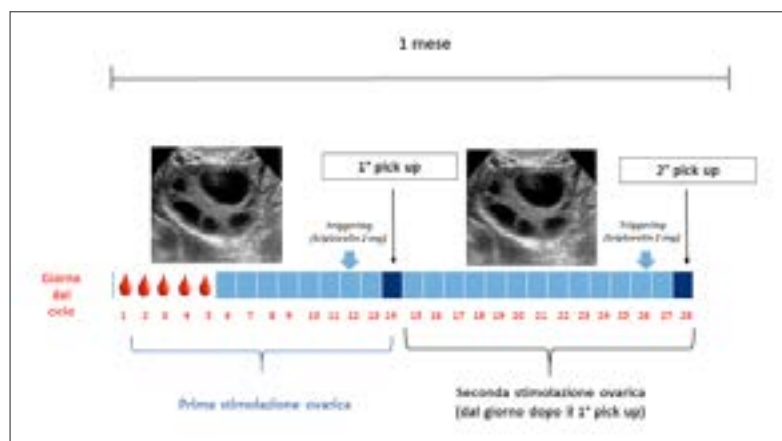 1 mese
1° pick up
2° pick up
Triggering
(triptorelin 2 mg)
Triggering
(triptorelin 2 mg)
Giorno
del
ciclo
1 2 3 4 5 6 7 8 9 10 11 12 13 14 15 16 17 18 19 20 21 22 23 24 25 26 27 28
Prima stimolazione ovarica
Seconda stimolazione ovarica
(dal giorno dopo il 1° pick up)